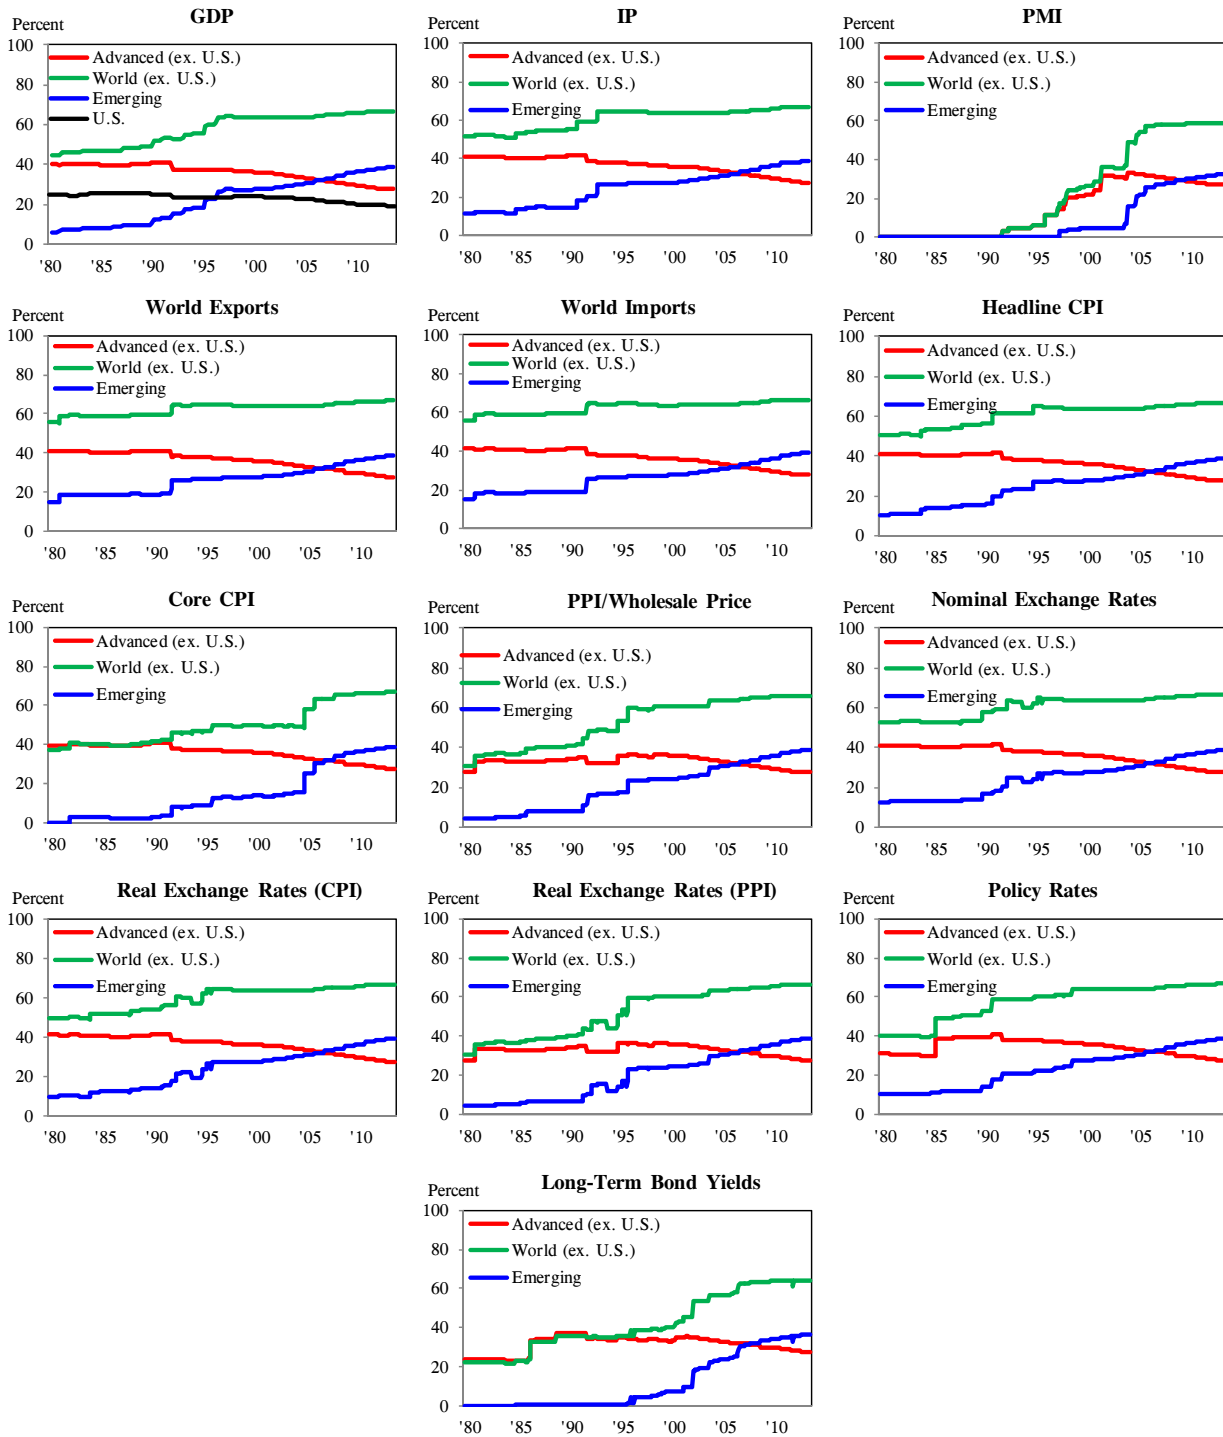 GDP
Percent
100
80
60
40
20
0
Advanced (ex. U.S.)
World (ex. U.S.)
Emerging
U.S.
'80 '85 '90 '95 '00 '05 '10
IP
Percent
100
80
60
40
20
0
Advanced (ex. U.S.)
World (ex. U.S.)
Emerging
'80 '85 '90 '95 '00 '05 '10
PMI
Percent
100
80
60
40
20
0
Advanced (ex. U.S.)
World (ex. U.S.)
Emerging
'80 '85 '90 '95 '00 '05 '10
World Exports
Percent
100
80
60
40
20
0
Advanced (ex. U.S.)
World (ex. U.S.)
Emerging
'80 '85 '90 '95 '00 '05 '10
World Imports
Percent
100
80
60
40
20
0
Advanced (ex. U.S.)
World (ex. U.S.)
Emerging
'80 '85 '90 '95 '00 '05 '10
Headline CPI
Percent
100
80
60
40
20
0
Advanced (ex. U.S.)
World (ex. U.S.)
Emerging
'80 '85 '90 '95 '00 '05 '10
Core CPI
Percent
100
80
60
40
20
0
Advanced (ex. U.S.)
World (ex. U.S.)
Emerging
'80 '85 '90 '95 '00 '05 '10
PPI/Wholesale Price
Percent
100
80
60
40
20
0
Advanced (ex. U.S.)
World (ex. U.S.)
Emerging
'80 '85 '90 '95 '00 '05 '10
Nominal Exchange Rates
Percent
100
80
60
40
20
0
Advanced (ex. U.S.)
World (ex. U.S.)
Emerging
'80 '85 '90 '95 '00 '05 '10
Real Exchange Rates (CPI)
Percent
100
80
60
40
20
0
Advanced (ex. U.S.)
World (ex. U.S.)
Emerging
'80 '85 '90 '95 '00 '05 '10
Real Exchange Rates (PPI)
Percent
100
80
60
40
20
0
Advanced (ex. U.S.)
World (ex. U.S.)
Emerging
'80 '85 '90 '95 '00 '05 '10
Policy Rates
Percent
100
80
60
40
20
0
Advanced (ex. U.S.)
World (ex. U.S.)
Emerging
'80 '85 '90 '95 '00 '05 '10
Long-Term Bond Yields
Percent
100
80
60
40
20
0
Advanced (ex. U.S.)
World (ex. U.S.)
Emerging
'80 '85 '90 '95 '00 '05 '10